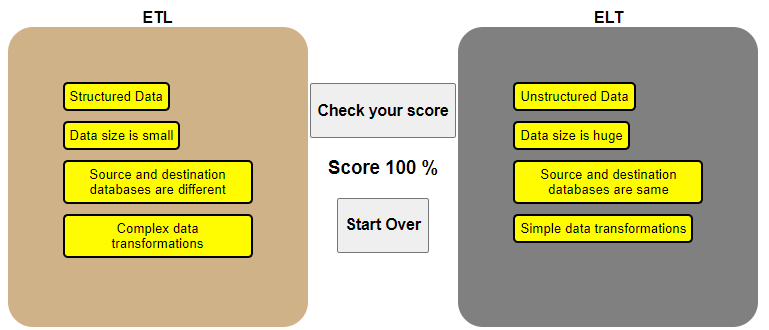 ETL
Structured Data
Data size is small
Source and destination
databases are different
Complex data
transformations
Check your score
Score 100 %
Start Over
ELT
Unstructured Data
Data size is huge
Source and destination
databases are same
Simple data transformations